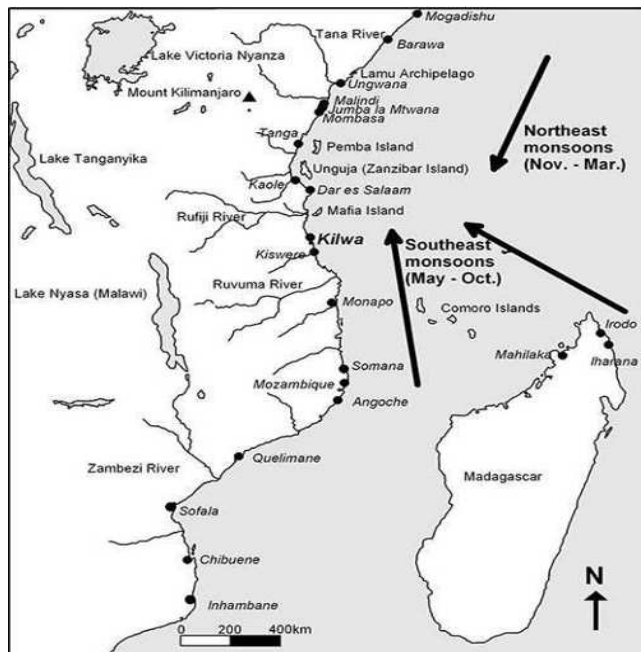 Mogadishu
Tana River
Barawa
Lake Victoria Nyanza
Lamu Archipelago
Ungwana
Mount Kilimanjaro
Malindi
Jumba la Mtwana
Mombasa
Northeast
monsoons
(Nov. - Mar.)
Tanga
Pemba Island
Lake Tanganyika
Unguja (Zanzibar Island)
Kaole
Dar es Salaam
Rufiji River
Mafia Island
Kilwa
Southeast
monsoons
(May - Oct.)
Kiswere
Ruvuma River
Lake Nyasa (Malawi)
Monapo
Comoro Islands
Irodo
Mahilaka
Iharana
Somana
Mozambique
Angoche
Quelimane
Zambezi River
Madagascar
Sofala
Chibuene
N
Inhambane
0 200 400km